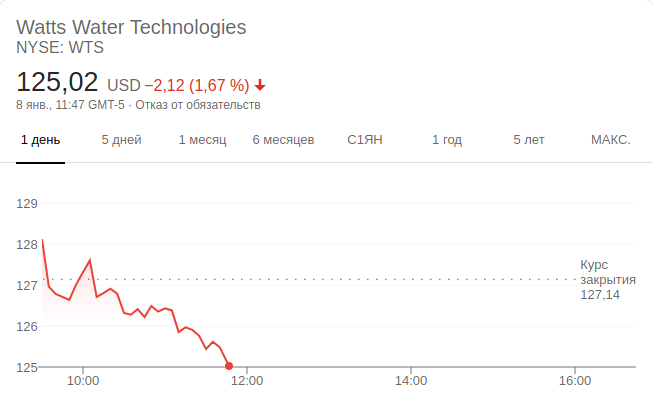 Watts Water Technologies
NYSE: WTS
125,02 USD −2,12 (1,67 %)
8 янв., 11:47 GMT-5 · Отказ от обязательств
1 день 5 дней 1 месяц 6 месяцев С1ЯН 1 год 5 лет МАКС.
129
128
127
126
125
Курс
закрытия
127,14
10:00 12:00 14:00 16:00